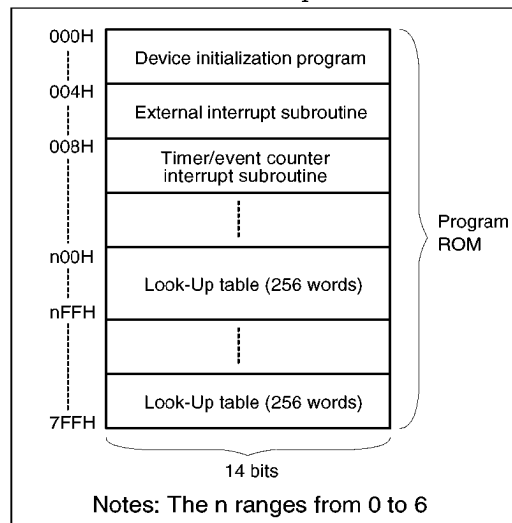 000H
Device initialization program
004H
External interrupt subroutine
008H
Timer/event counter
interrupt subroutine
Program
ROM
n00H
Look-Up table (256 words)
nFFH
Look-Up table (256 words)
7FFH
14 bits
Notes: The n ranges from 0 to 6